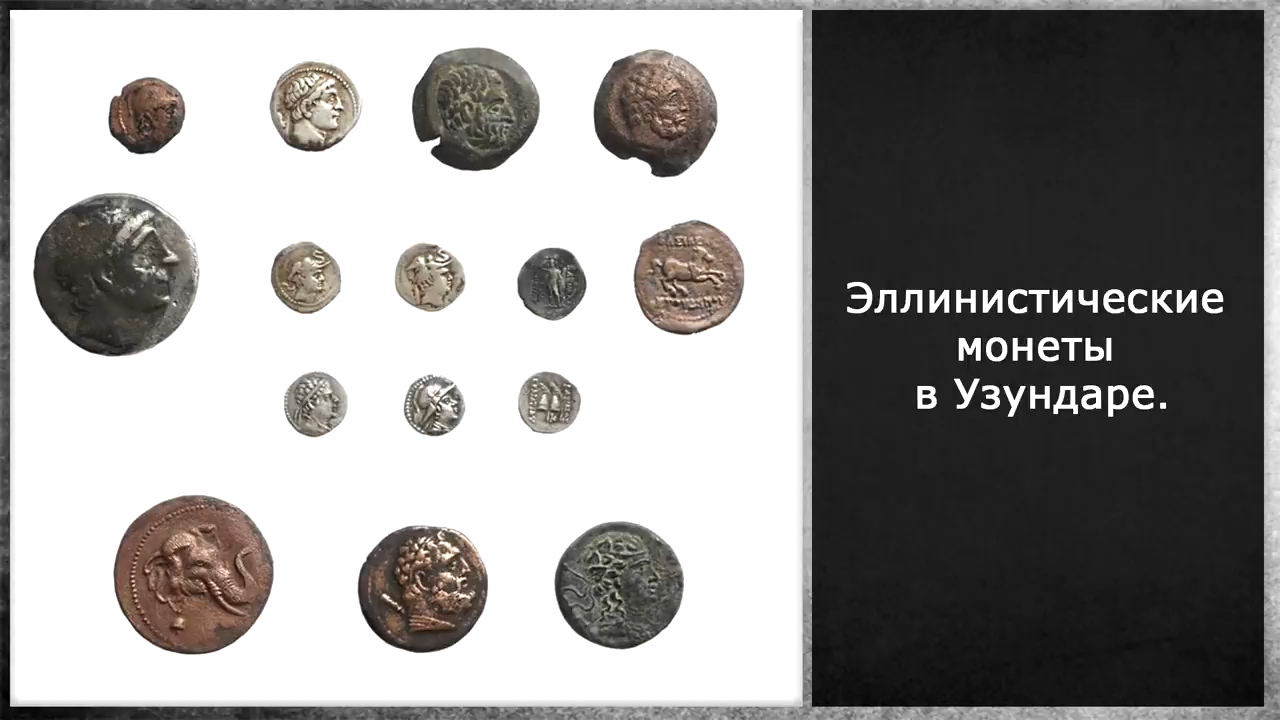 Эллинистические
монеты
в Узундаре.